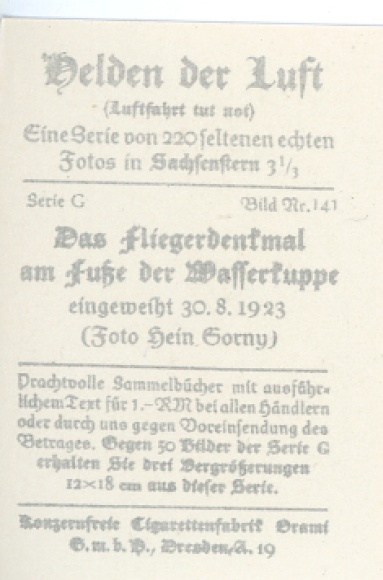 Helden der Luft
(Luftfahrt tut not)
Eine Serie von 220 seltenen echten
Fotos in Sachsenstern 3 1/3
Serie G Bild Nr. 141
Das Fliegerdenkmal
am Fuße der Wasserkuppe
eingeweiht 30. 8. 1923
(Foto Hein Gorny)
Prachtvolle Sammelbücher mit ausführ-
lichem Text für 1.– RM bei allen Händlern
oder durch uns gegen Voreinsendung des
Betrages. Gegen 50 Bilder der Serie G
erhalten Sie drei Vergrößerungen
12×18 cm aus dieser Serie.
Konzernfreie Cigarettenfabrik Orami
G. m. b. H., Dresden/A. 19